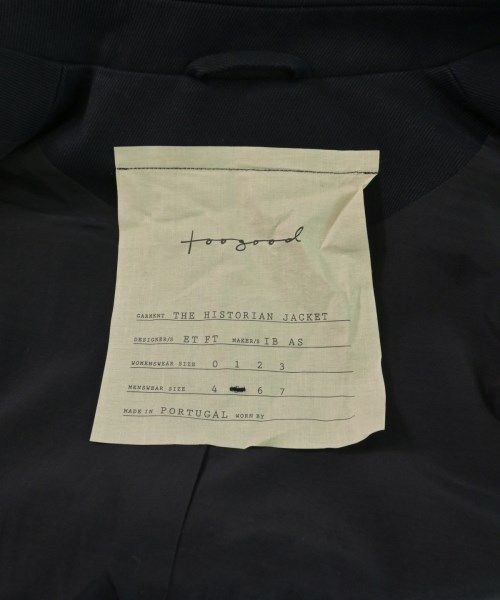 toogood
GARMENT THE HISTORIAN JACKET
DESIGNER/S ET FT MAKER/S IB AS
WOMENSWEAR SIZE 0 1 2 3
MENSWEAR SIZE 4 6 7
MADE IN PORTUGAL WORN BY